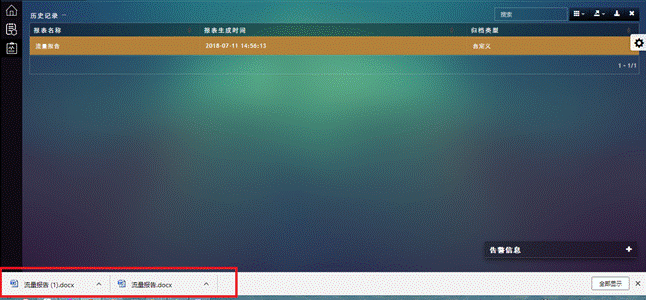 历史记录
搜索
报表名称 报表生成时间 归档类型
流量报告 2018-07-11 14:56:13 自定义
1 - 1/1
告警信息
流量报告 (1).docx 流量报告.docx 全部显示